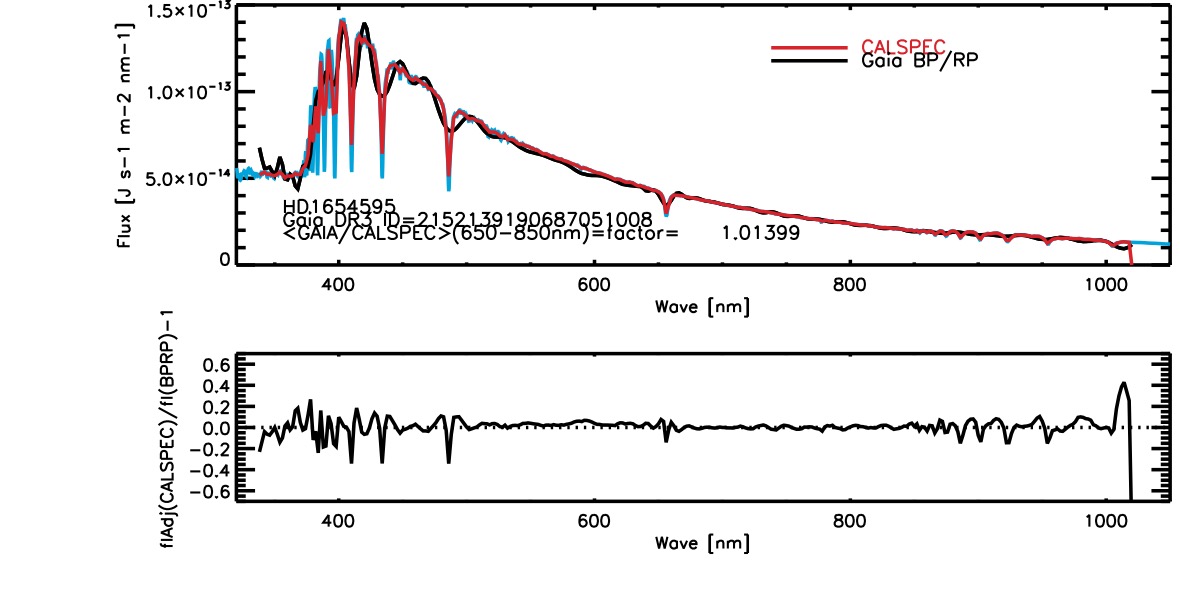 1.5×10−13
1.0×10−13
5.0×10−14
0
Flux [J s−1 m−2 nm−1]
CALSPEC
Gaia BP/RP
HD1654595
Gaia DR3 ID=2152139190687051008
<GAIA/CALSPEC>(650−850nm)=factor= 1.01399
400 600 800 1000
Wave [nm]
flAdj(CALSPEC)/fl(BPRP)−1
0.6
0.4
0.2
0.0
−0.2
−0.4
−0.6
400 600 800 1000
Wave [nm]